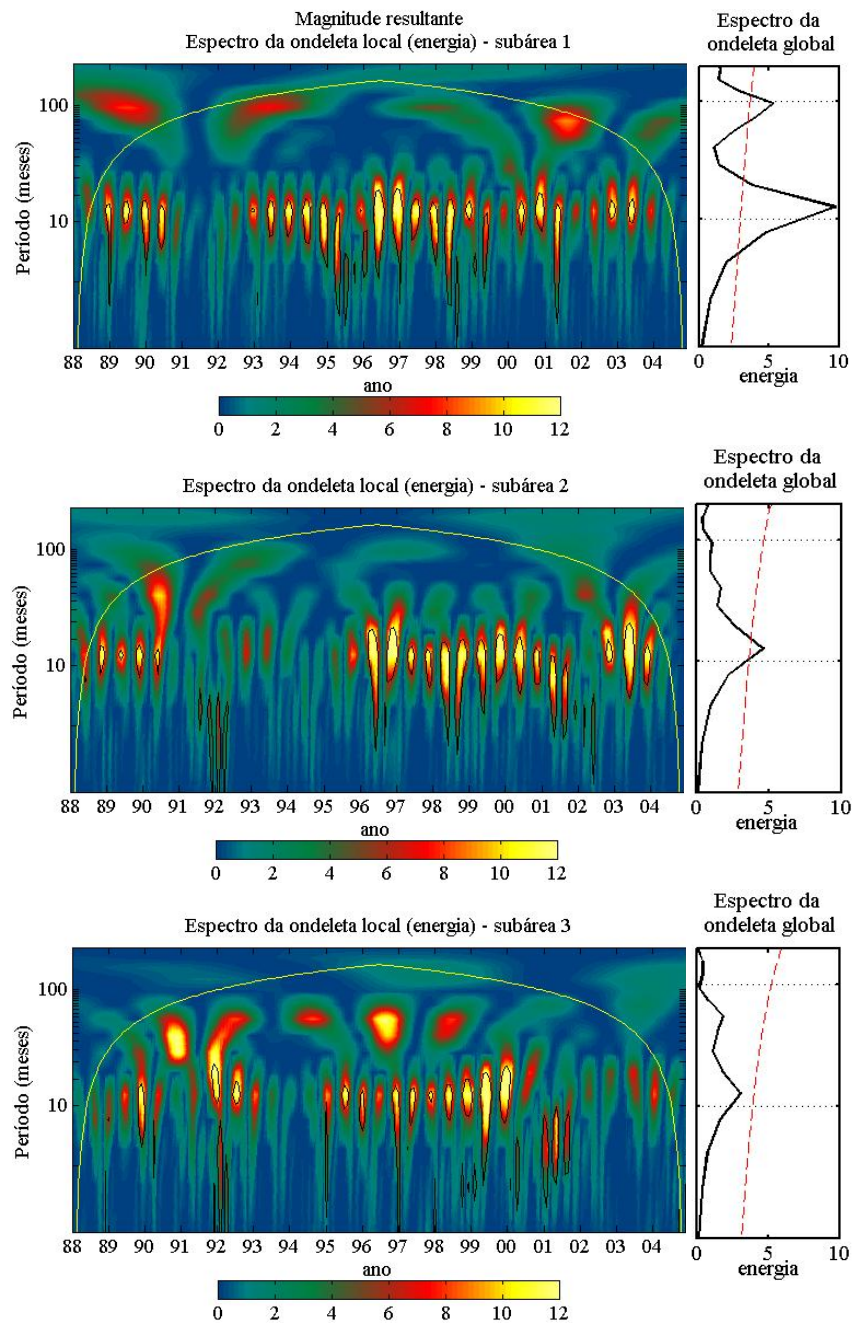 Magnitude resultante
Espectro da ondeleta local (energia) - subárea 1
Espectro da
ondeleta global
Período (meses)
100
10
88 89 90 91 92 93 94 95 96 97 98 99 00 01 02 03 04
ano
0 2 4 6 8 10 12
0 5 10
energia
Espectro da ondeleta local (energia) - subárea 2
Espectro da
ondeleta global
Período (meses)
100
10
88 89 90 91 92 93 94 95 96 97 98 99 00 01 02 03 04
ano
0 2 4 6 8 10 12
0 5 10
energia
Espectro da ondeleta local (energia) - subárea 3
Espectro da
ondeleta global
Período (meses)
100
10
88 89 90 91 92 93 94 95 96 97 98 99 00 01 02 03 04
ano
0 2 4 6 8 10 12
0 5 10
energia